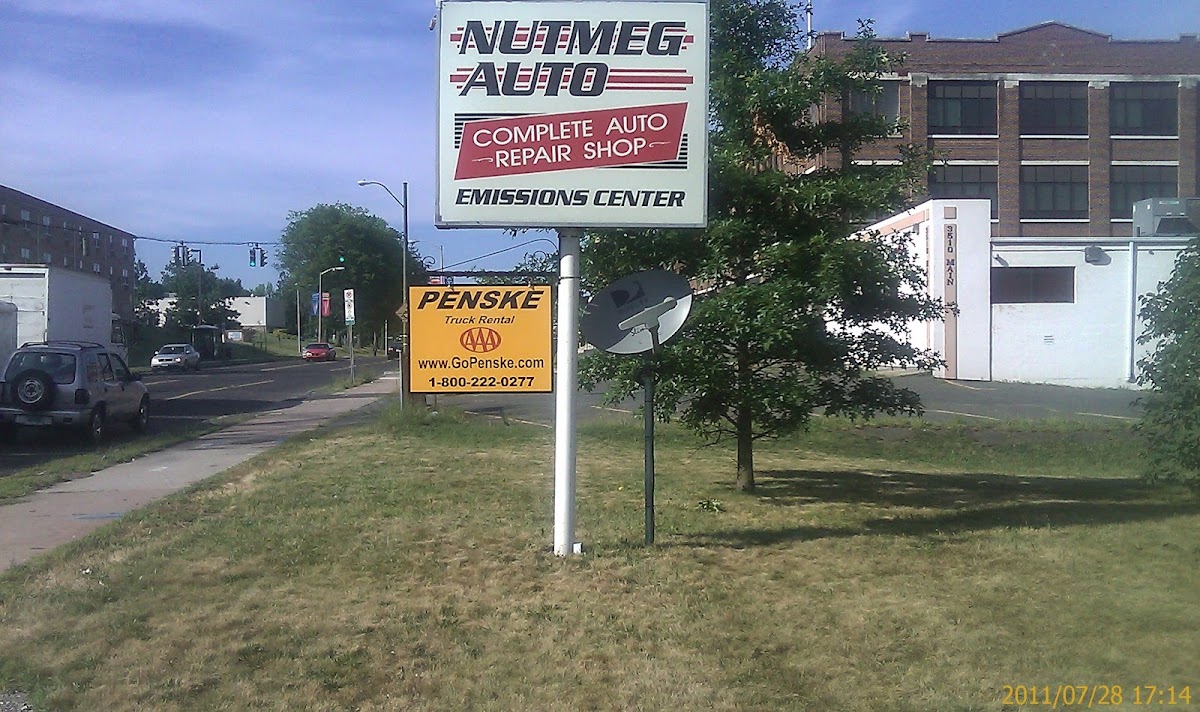 NUTMEG
AUTO
COMPLETE AUTO
REPAIR SHOP
EMISSIONS CENTER
PENSKE
Truck Rental
AAA
www.GoPenske.com
1-800-222-0277
3510 MAIN
2011/07/28 17:14